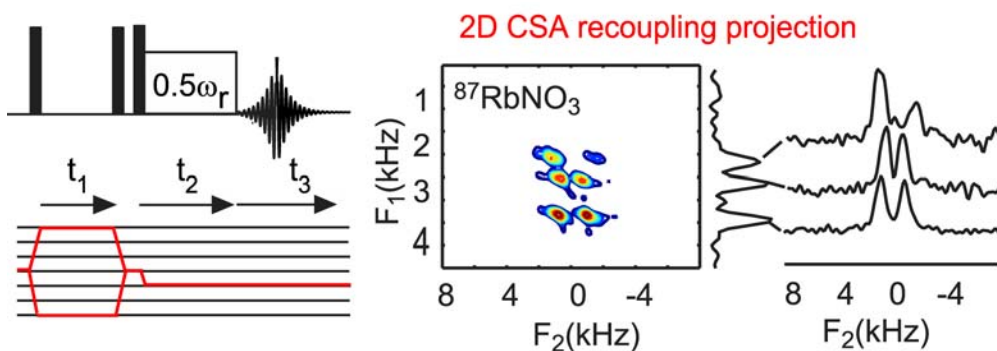 2D CSA recoupling projection
0.5ωr
t1 t2 t3
87RbNO3
F1(kHz)
1
2
3
4
8 4 0 -4
F2(kHz)
8 4 0 -4
F2(kHz)